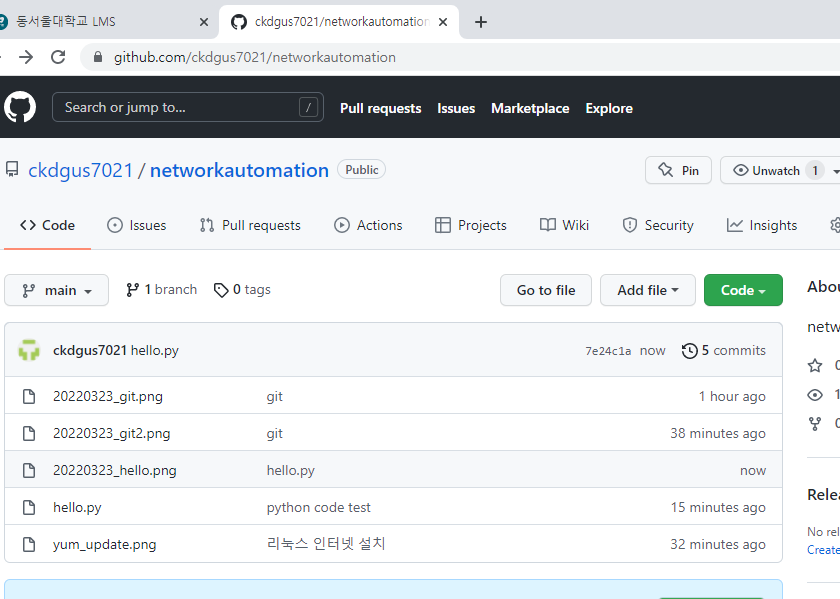 동서울대학교 LMS
ckdgus7021/networkautomation
github.com/ckdgus7021/networkautomation
Search or jump to... /
Pull requests Issues Marketplace Explore
ckdgus7021 / networkautomation Public
Pin Unwatch 1
Code Issues Pull requests Actions Projects Wiki Security Insights
main 1 branch 0 tags Go to file Add file Code
ckdgus7021 hello.py 7e24c1a now 5 commits
20220323_git.png git 1 hour ago
20220323_git2.png git 38 minutes ago
20220323_hello.png hello.py now
hello.py python code test 15 minutes ago
yum_update.png 리눅스 인터넷 설치 32 minutes ago
Abou
netw
0
1
0
Relea
No rel
Create